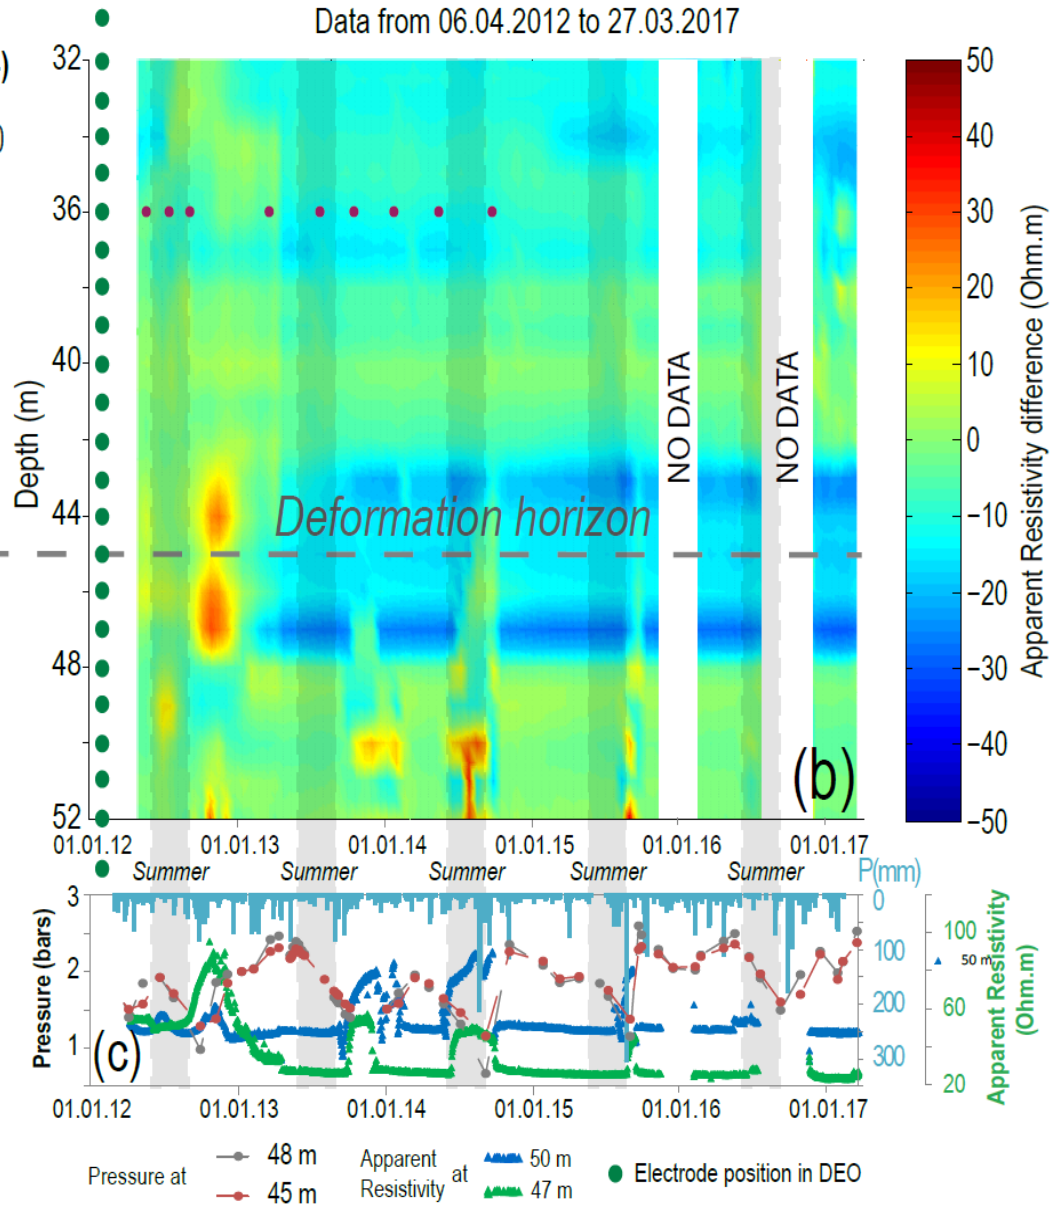 Data from 06.04.2012 to 27.03.2017
)
)
32
36
40
44
48
52
Depth (m)
Deformation horizon
NO DATA
NO DATA
(b)
50
40
30
20
10
0
−10
−20
−30
−40
−50
Apparent Resistivity difference (Ohm.m)
01.01.12 01.01.13 01.01.14 01.01.15 01.01.16 01.01.17
Summer Summer Summer Summer Summer
P(mm)
3
2
1
Pressure (bars)
(c)
0
100
200
300
100
60
20
50 m
Apparent Resistivity
(Ohm.m)
01.01.12 01.01.13 01.01.14 01.01.15 01.01.16 01.01.17
Pressure at
48 m
45 m
Apparent
Resistivity
at
50 m
47 m
Electrode position in DEO